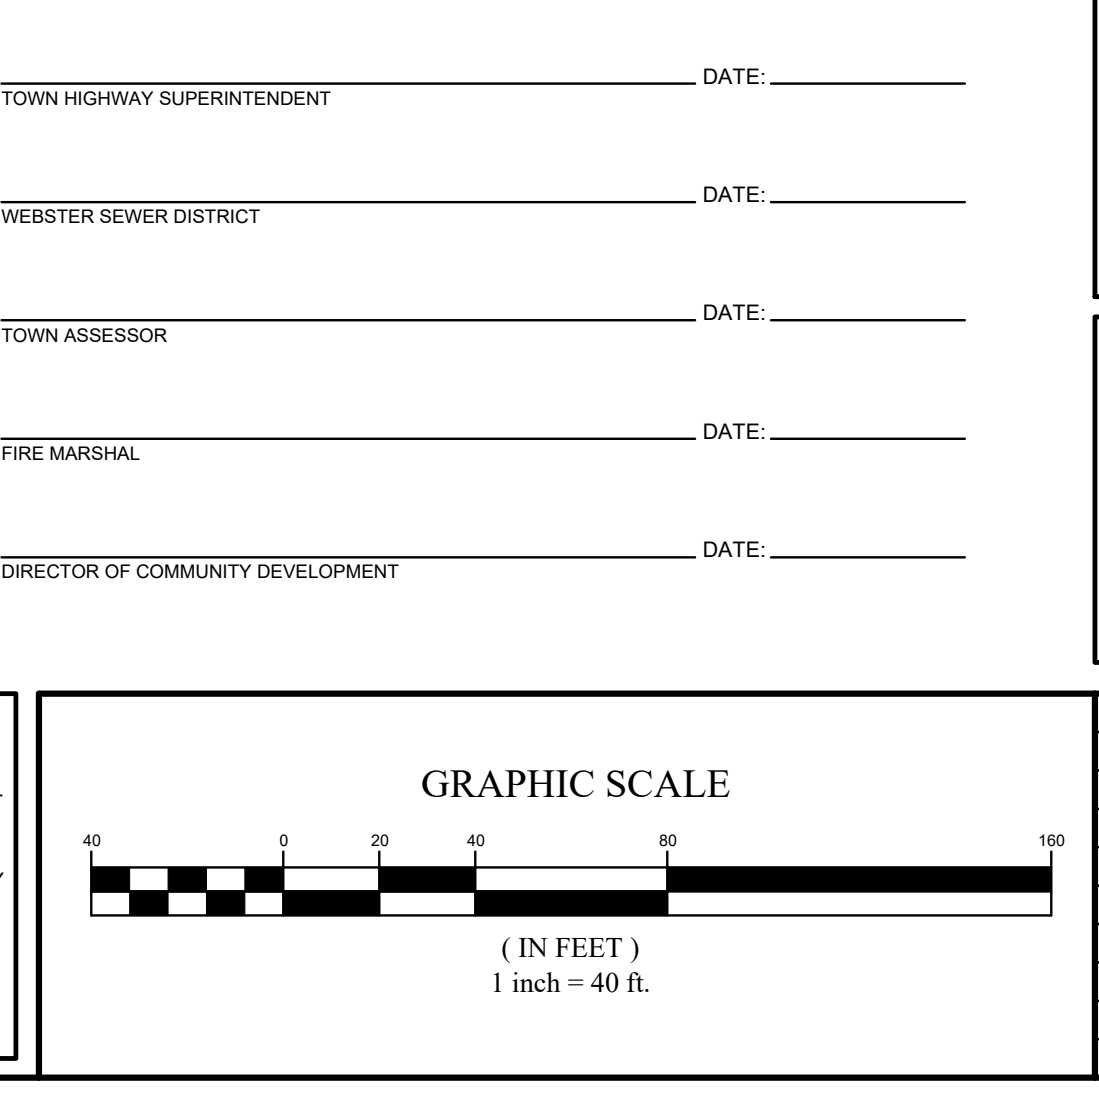 DATE:
TOWN HIGHWAY SUPERINTENDENT
DATE:
WEBSTER SEWER DISTRICT
DATE:
TOWN ASSESSOR
DATE:
FIRE MARSHAL
DATE:
DIRECTOR OF COMMUNITY DEVELOPMENT
GRAPHIC SCALE
40 0 20 40 80 160
( IN FEET )
1 inch = 40 ft.